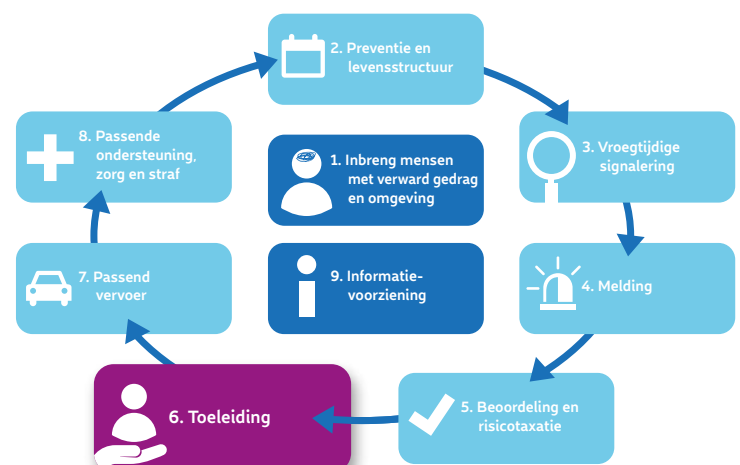 2. Preventie en
levensstructuur
8. Passende
ondersteuning,
zorg en straf
1. Inbreng mensen
met verward gedrag
en omgeving
3. Vroegtijdige
signalering
7. Passend
vervoer
9. Informatie-
voorziening
4. Melding
6. Toeleiding
5. Beoordeling en
risicotaxatie